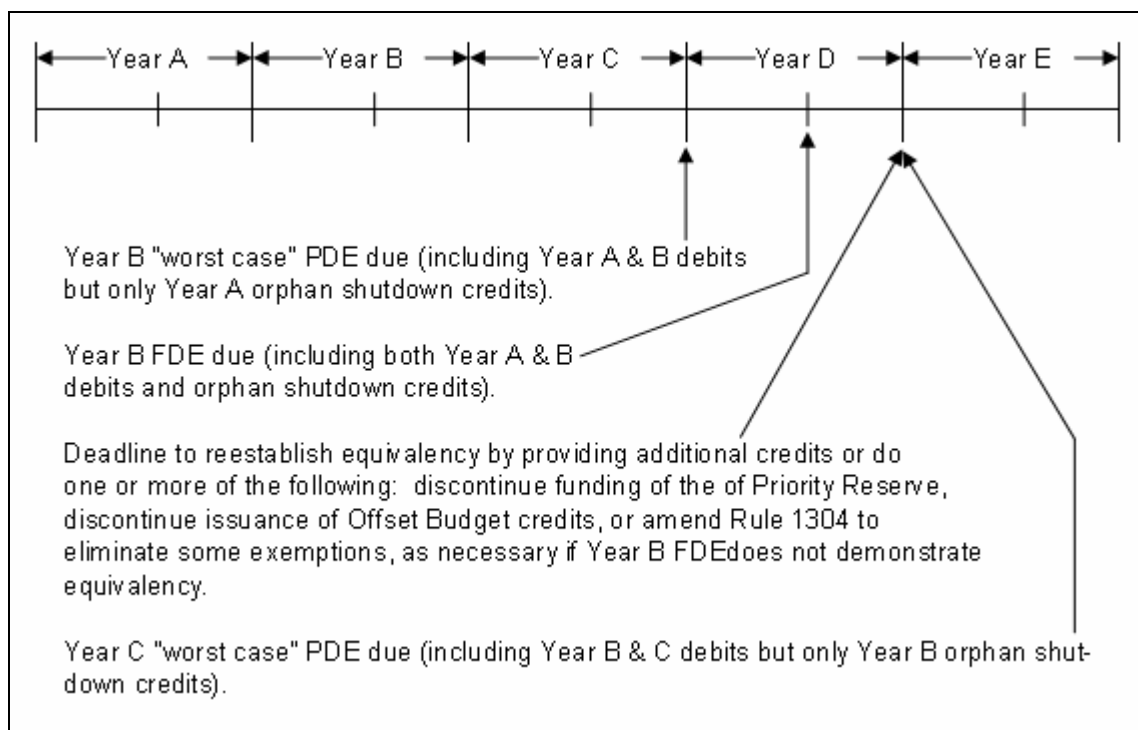 Year A Year B Year C Year D Year E
Year B "worst case" PDE due (including Year A & B debits
but only Year A orphan shutdown credits).
Year B FDE due (including both Year A & B
debits and orphan shutdown credits).
Deadline to reestablish equivalency by providing additional credits or do
one or more of the following: discontinue funding of the of Priority Reserve,
discontinue issuance of Offset Budget credits, or amend Rule 1304 to
eliminate some exemptions, as necessary if Year B FDEdoes not demonstrate
equivalency.
Year C "worst case" PDE due (including Year B & C debits but only Year B orphan shut-
down credits).